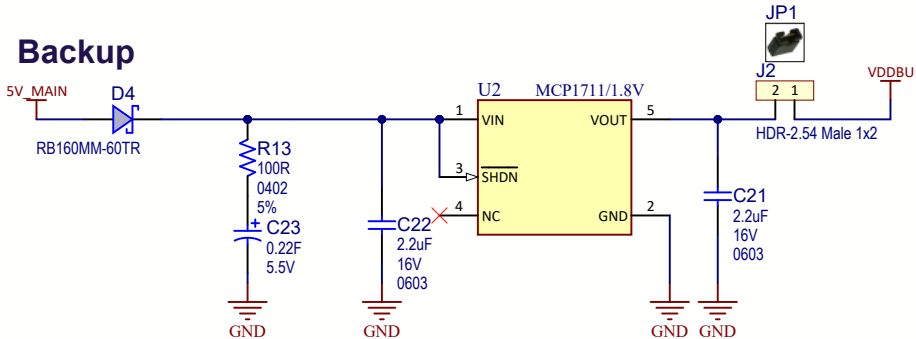 JP1
Backup
5V_MAIN
D4
RB160MM-60TR
R13
100R
0402
5%
+
C23
0.22F
5.5V
GND
C22
2.2uF
16V
0603
GND
U2
MCP1711/1.8V
1
VIN
3
SHDN
4
NC
VOUT
5
GND
2
GND
J2
2 1
HDR-2.54 Male 1x2
VDDBU
C21
2.2uF
16V
0603
GND